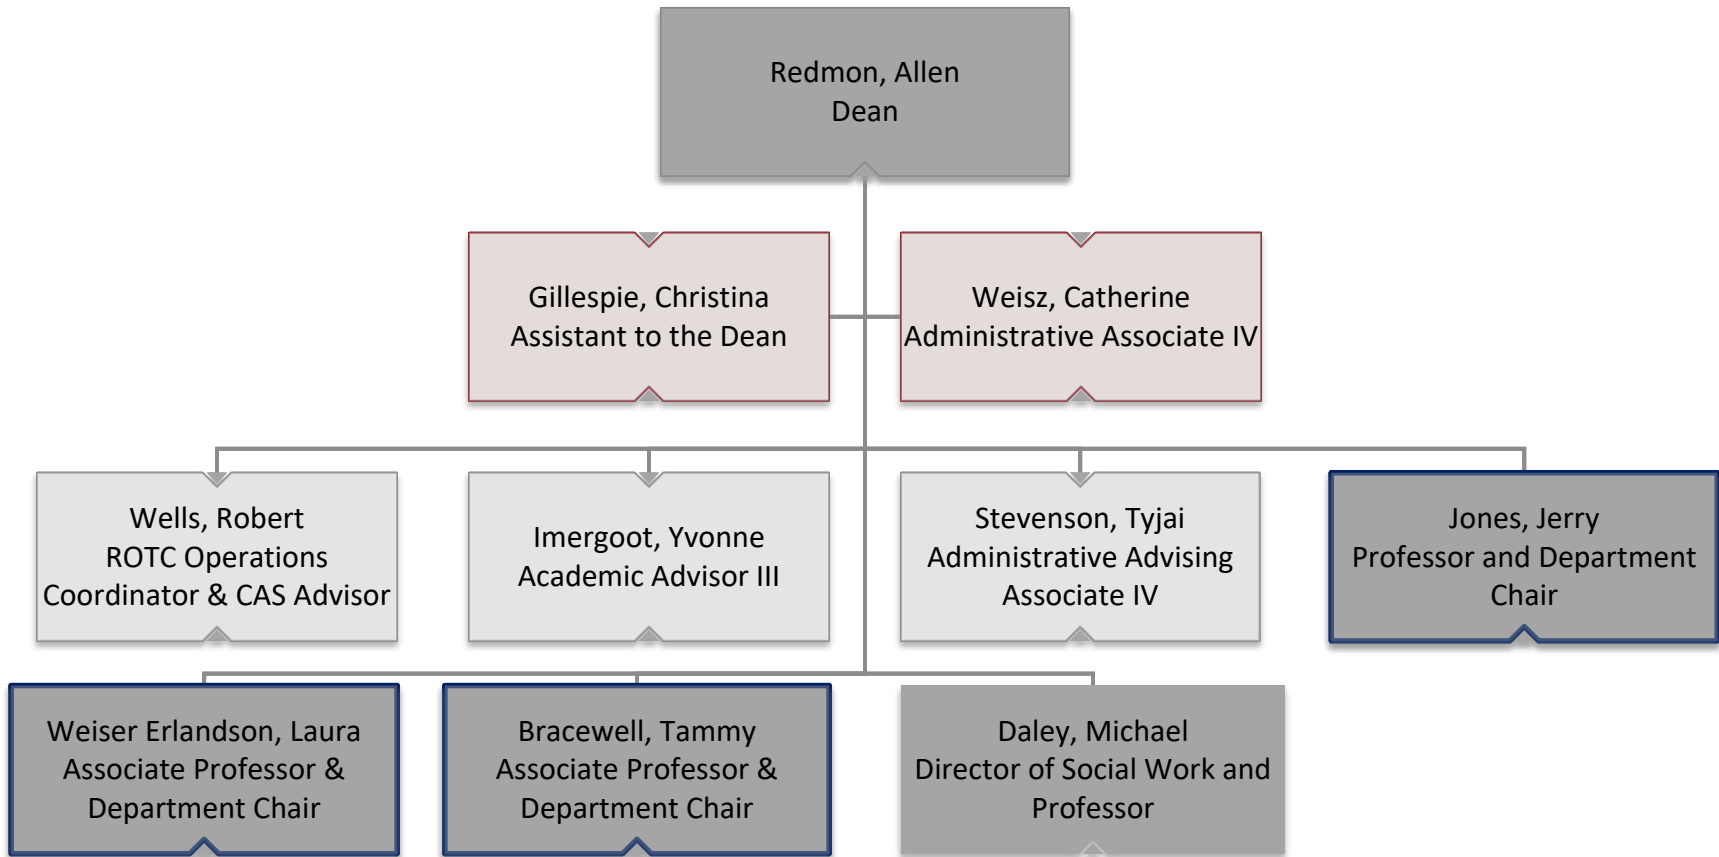 Redmon, Allen
Dean
Gillespie, Christina
Assistant to the Dean
Weisz, Catherine
Administrative Associate IV
Wells, Robert
ROTC Operations
Coordinator & CAS Advisor
Imergoot, Yvonne
Academic Advisor III
Stevenson, Tyjai
Administrative Advising
Associate IV
Jones, Jerry
Professor and Department
Chair
Weiser Erlandson, Laura
Associate Professor &
Department Chair
Bracewell, Tammy
Associate Professor &
Department Chair
Daley, Michael
Director of Social Work and
Professor